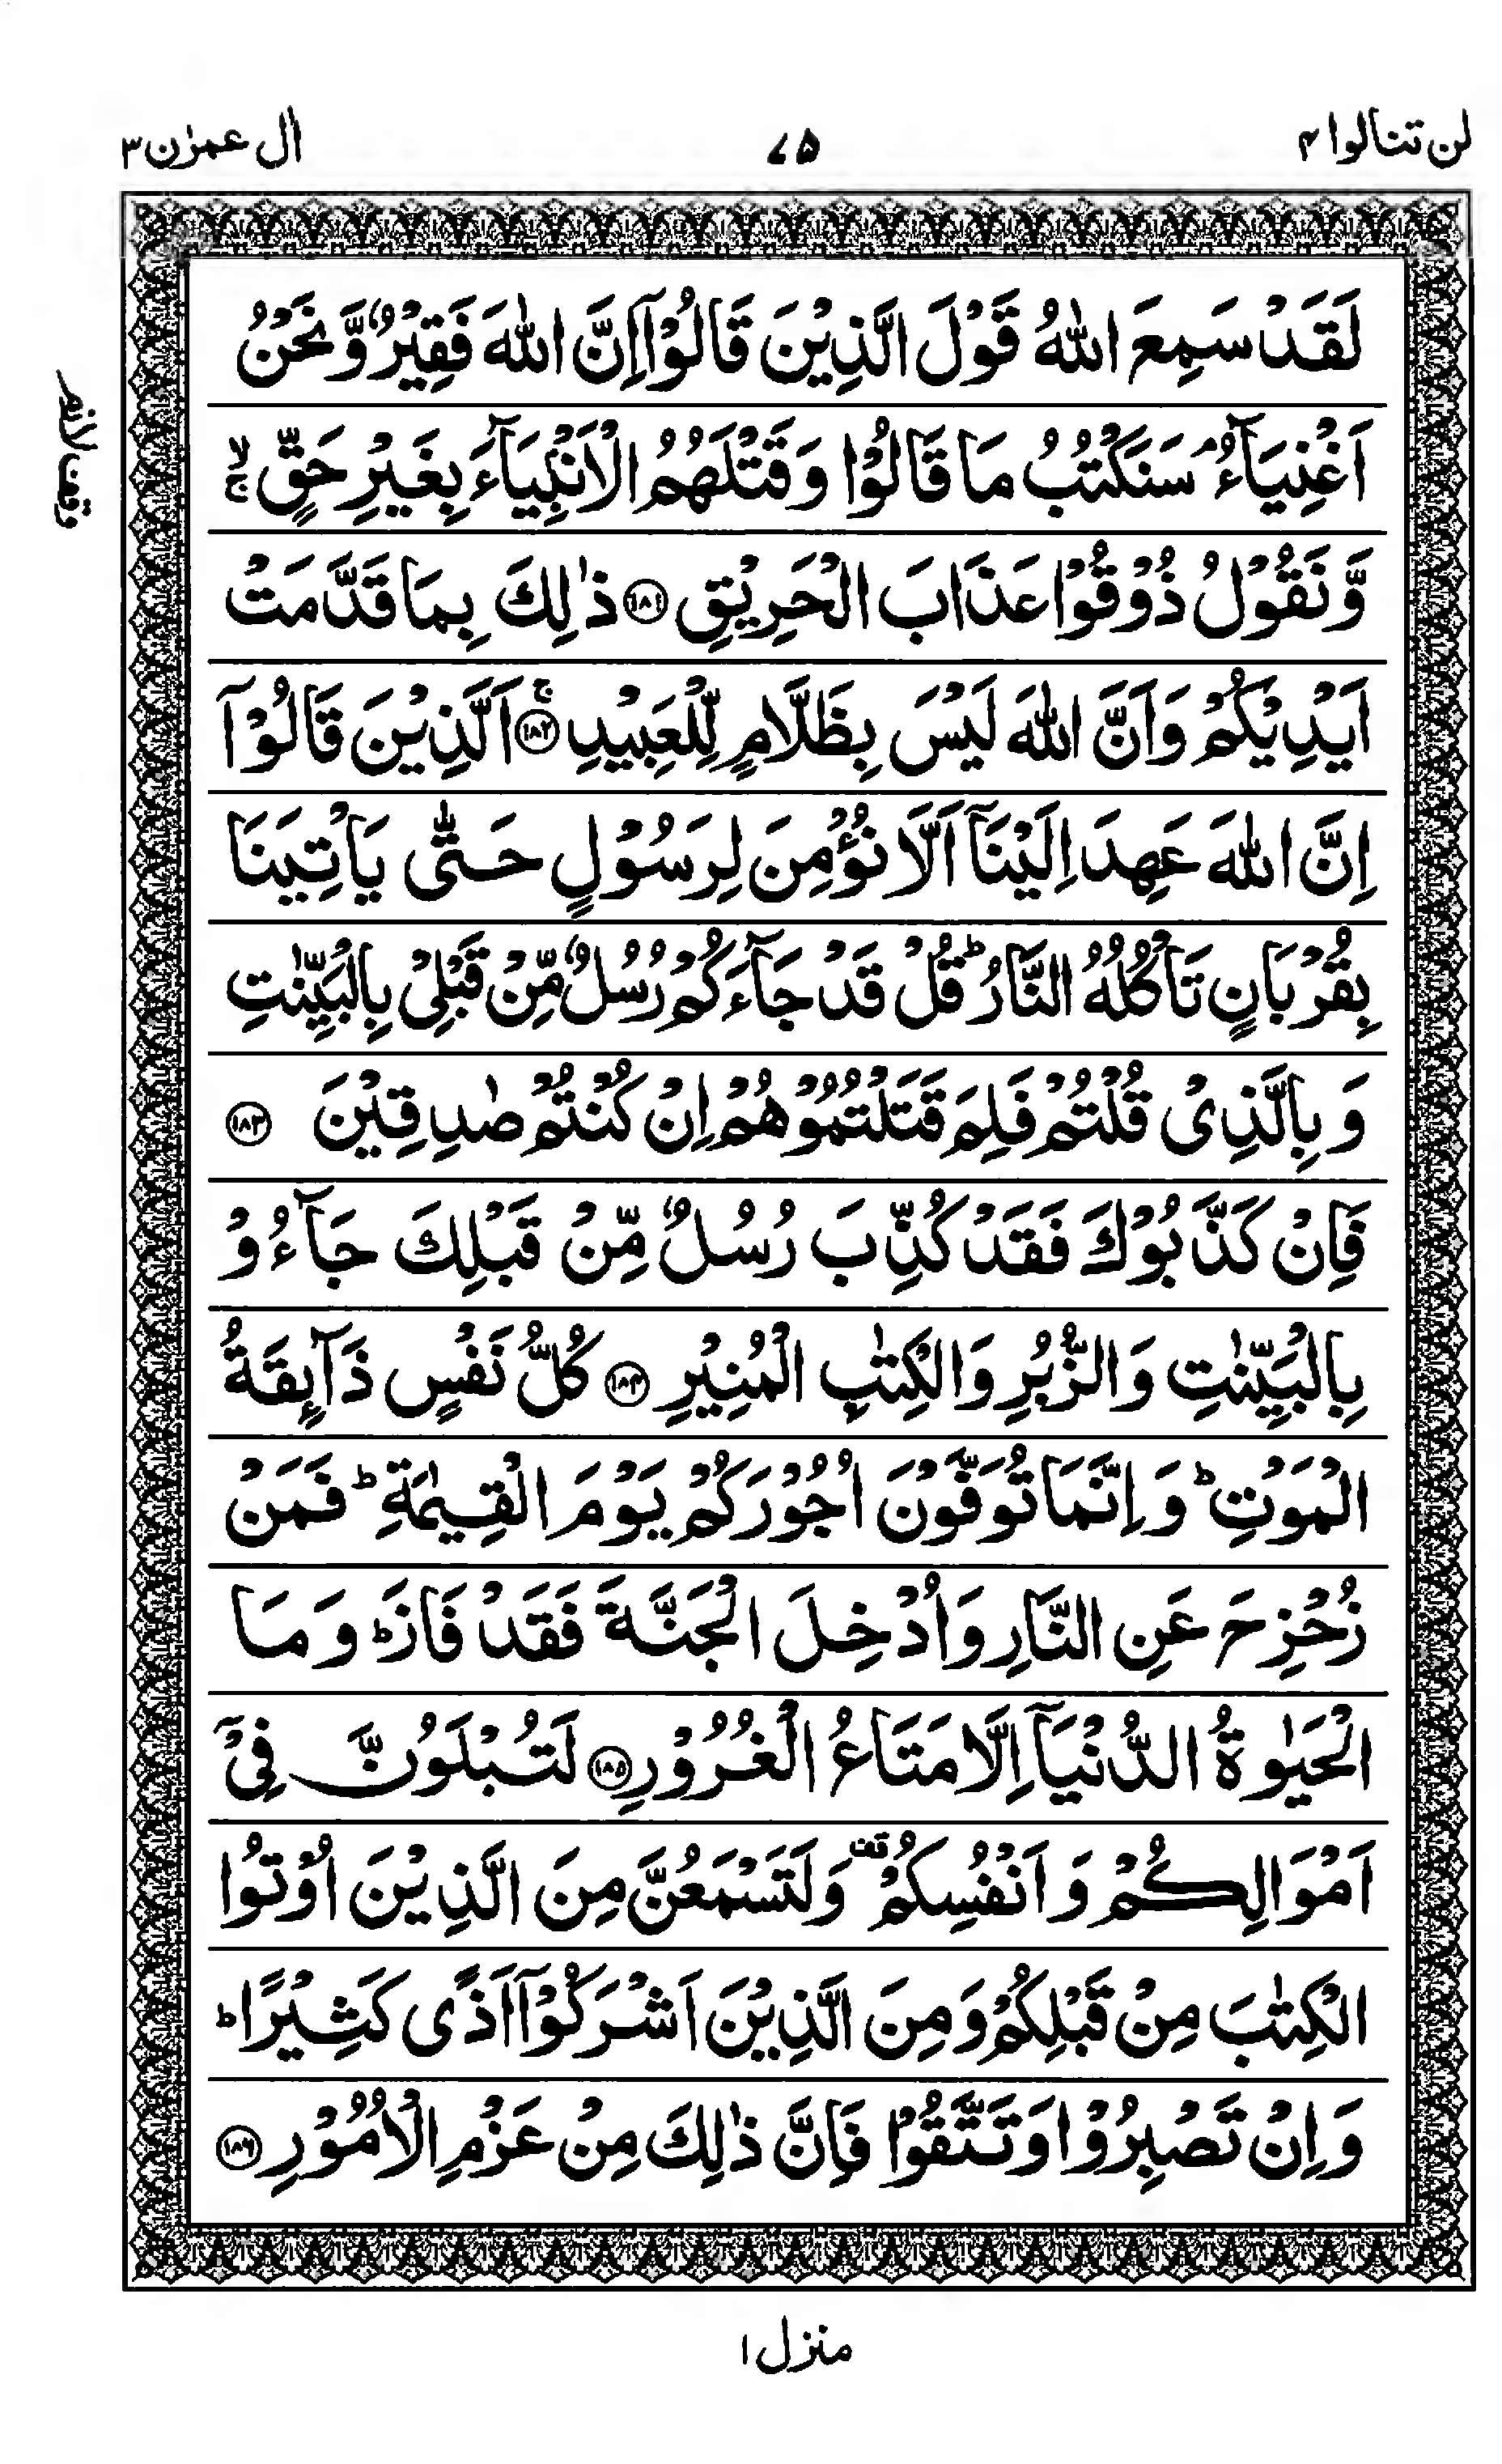 لن تنالوا ۴
۷۵
اٰل عمرٰن ۳
لَقَدْ سَمِعَ اللّٰهُ قَوْلَ الَّذِيْنَ قَالُوْۤا اِنَّ اللّٰهَ فَقِيْرٌ وَّ نَحْنُ
اَغْنِيَآءُ ۘ سَنَكْتُبُ مَا قَالُوْا وَ قَتْلَهُمُ الْاَنْۢبِيَآءَ بِغَيْرِ حَقٍّ ۙۚ
وَّ نَقُوْلُ ذُوْقُوْا عَذَابَ الْحَرِيْقِ ﴿۱۸۱﴾ ذٰلِكَ بِمَا قَدَّمَتْ
اَيْدِيْكُمْ وَ اَنَّ اللّٰهَ لَيْسَ بِظَلَّامٍ لِّلْعَبِيْدِ ﴿۱۸۲﴾ۚ اَلَّذِيْنَ قَالُوْۤا
اِنَّ اللّٰهَ عَهِدَ اِلَيْنَاۤ اَلَّا نُؤْمِنَ لِرَسُوْلٍ حَتّٰى يَاْتِيَنَا
بِقُرْبَانٍ تَاْكُلُهُ النَّارُ ؕ قُلْ قَدْ جَآءَكُمْ رُسُلٌ مِّنْ قَبْلِيْ بِالْبَيِّنٰتِ
وَ بِالَّذِيْ قُلْتُمْ فَلِمَ قَتَلْتُمُوْهُمْ اِنْ كُنْتُمْ صٰدِقِيْنَ ﴿۱۸۳﴾
فَاِنْ كَذَّبُوْكَ فَقَدْ كُذِّبَ رُسُلٌ مِّنْ قَبْلِكَ جَآءُوْ
بِالْبَيِّنٰتِ وَ الزُّبُرِ وَ الْكِتٰبِ الْمُنِيْرِ ﴿۱۸۴﴾ كُلُّ نَفْسٍ ذَآىِٕقَةُ
الْمَوْتِ ؕ وَ اِنَّمَا تُوَفَّوْنَ اُجُوْرَكُمْ يَوْمَ الْقِيٰمَةِ ؕ فَمَنْ
زُحْزِحَ عَنِ النَّارِ وَ اُدْخِلَ الْجَنَّةَ فَقَدْ فَازَ ؕ وَ مَا
الْحَيٰوةُ الدُّنْيَاۤ اِلَّا مَتَاعُ الْغُرُوْرِ ﴿۱۸۵﴾ لَتُبْلَوُنَّ فِيْۤ
اَمْوَالِكُمْ وَ اَنْفُسِكُمْ ۫ وَ لَتَسْمَعُنَّ مِنَ الَّذِيْنَ اُوْتُوا
الْكِتٰبَ مِنْ قَبْلِكُمْ وَ مِنَ الَّذِيْنَ اَشْرَكُوْۤا اَذًى كَثِيْرًا ؕ
وَ اِنْ تَصْبِرُوْا وَ تَتَّقُوْا فَاِنَّ ذٰلِكَ مِنْ عَزْمِ الْاُمُوْرِ ﴿۱۸۶﴾
وقف لازم
منزل ۱